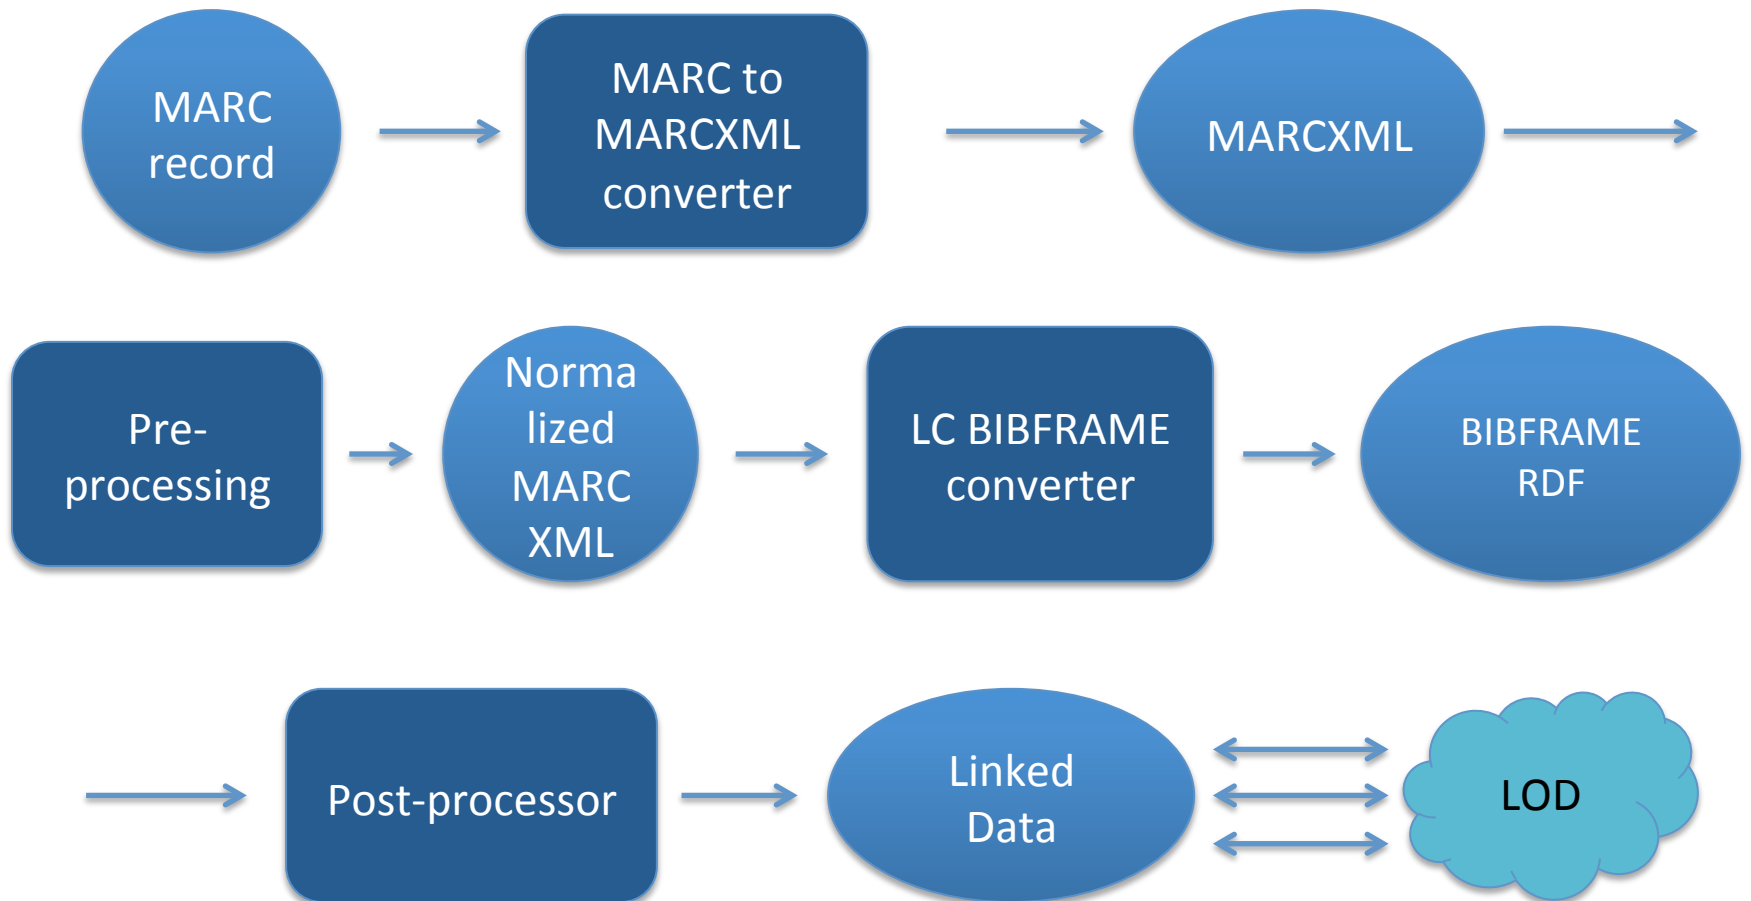 MARC
record
MARC to
MARCXML
converter
MARCXML
Pre-
processing
Norma
lized
MARC
XML
LC BIBFRAME
converter
BIBFRAME
RDF
Post-processor
Linked
Data
LOD